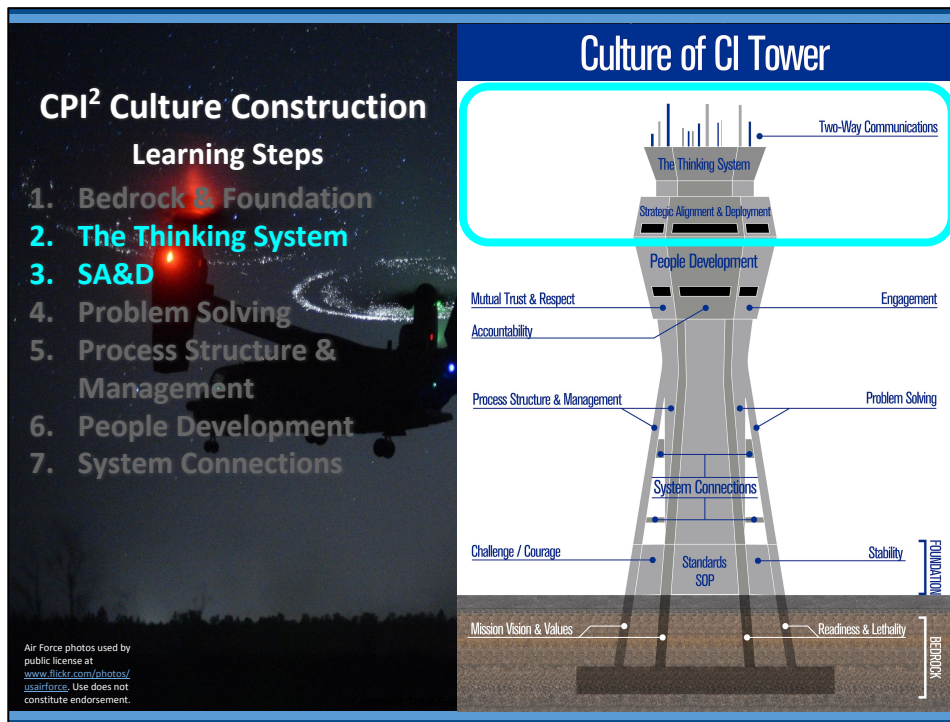 CPI² Culture Construction
Learning Steps
1. Bedrock & Foundation
2. The Thinking System
3. SA&D
4. Problem Solving
5. Process Structure &
Management
6. People Development
7. System Connections
Air Force photos used by
public license at
www.flickr.com/photos/
usairforce. Use does not
constitute endorsement.
Culture of CI Tower
Two-Way Communications
The Thinking System
Strategic Alignment & Deployment
People Development
Mutual Trust & Respect
Engagement
Accountability
Process Structure & Management
Problem Solving
System Connections
Challenge / Courage
Stability
Standards
SOP
FOUNDATION
Mission Vision & Values
Readiness & Lethality
BEDROCK